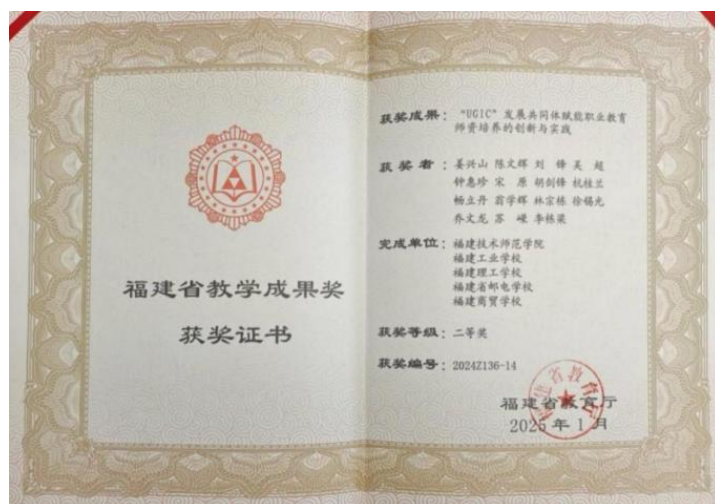 福建省教学成果奖
获奖证书
获奖成果： “UGIC”发展共同体赋能职业教育
师资培养的创新与实践
获 奖 者： 姜兴山 陈文辉 刘 锋 吴 超
钟惠珍 宋 原 胡剑锋 杭桂兰
杨立丹 翁学辉 林宗栋 徐锡光
乔文龙 苏 嵘 李栋梁
完成单位： 福建技术师范学院
福建工业学校
福建理工学校
福建省邮电学校
福建商贸学校
获奖等级： 二等奖
获奖编号： 2024Z136-14
福建省教育厅
2025 年 1 月